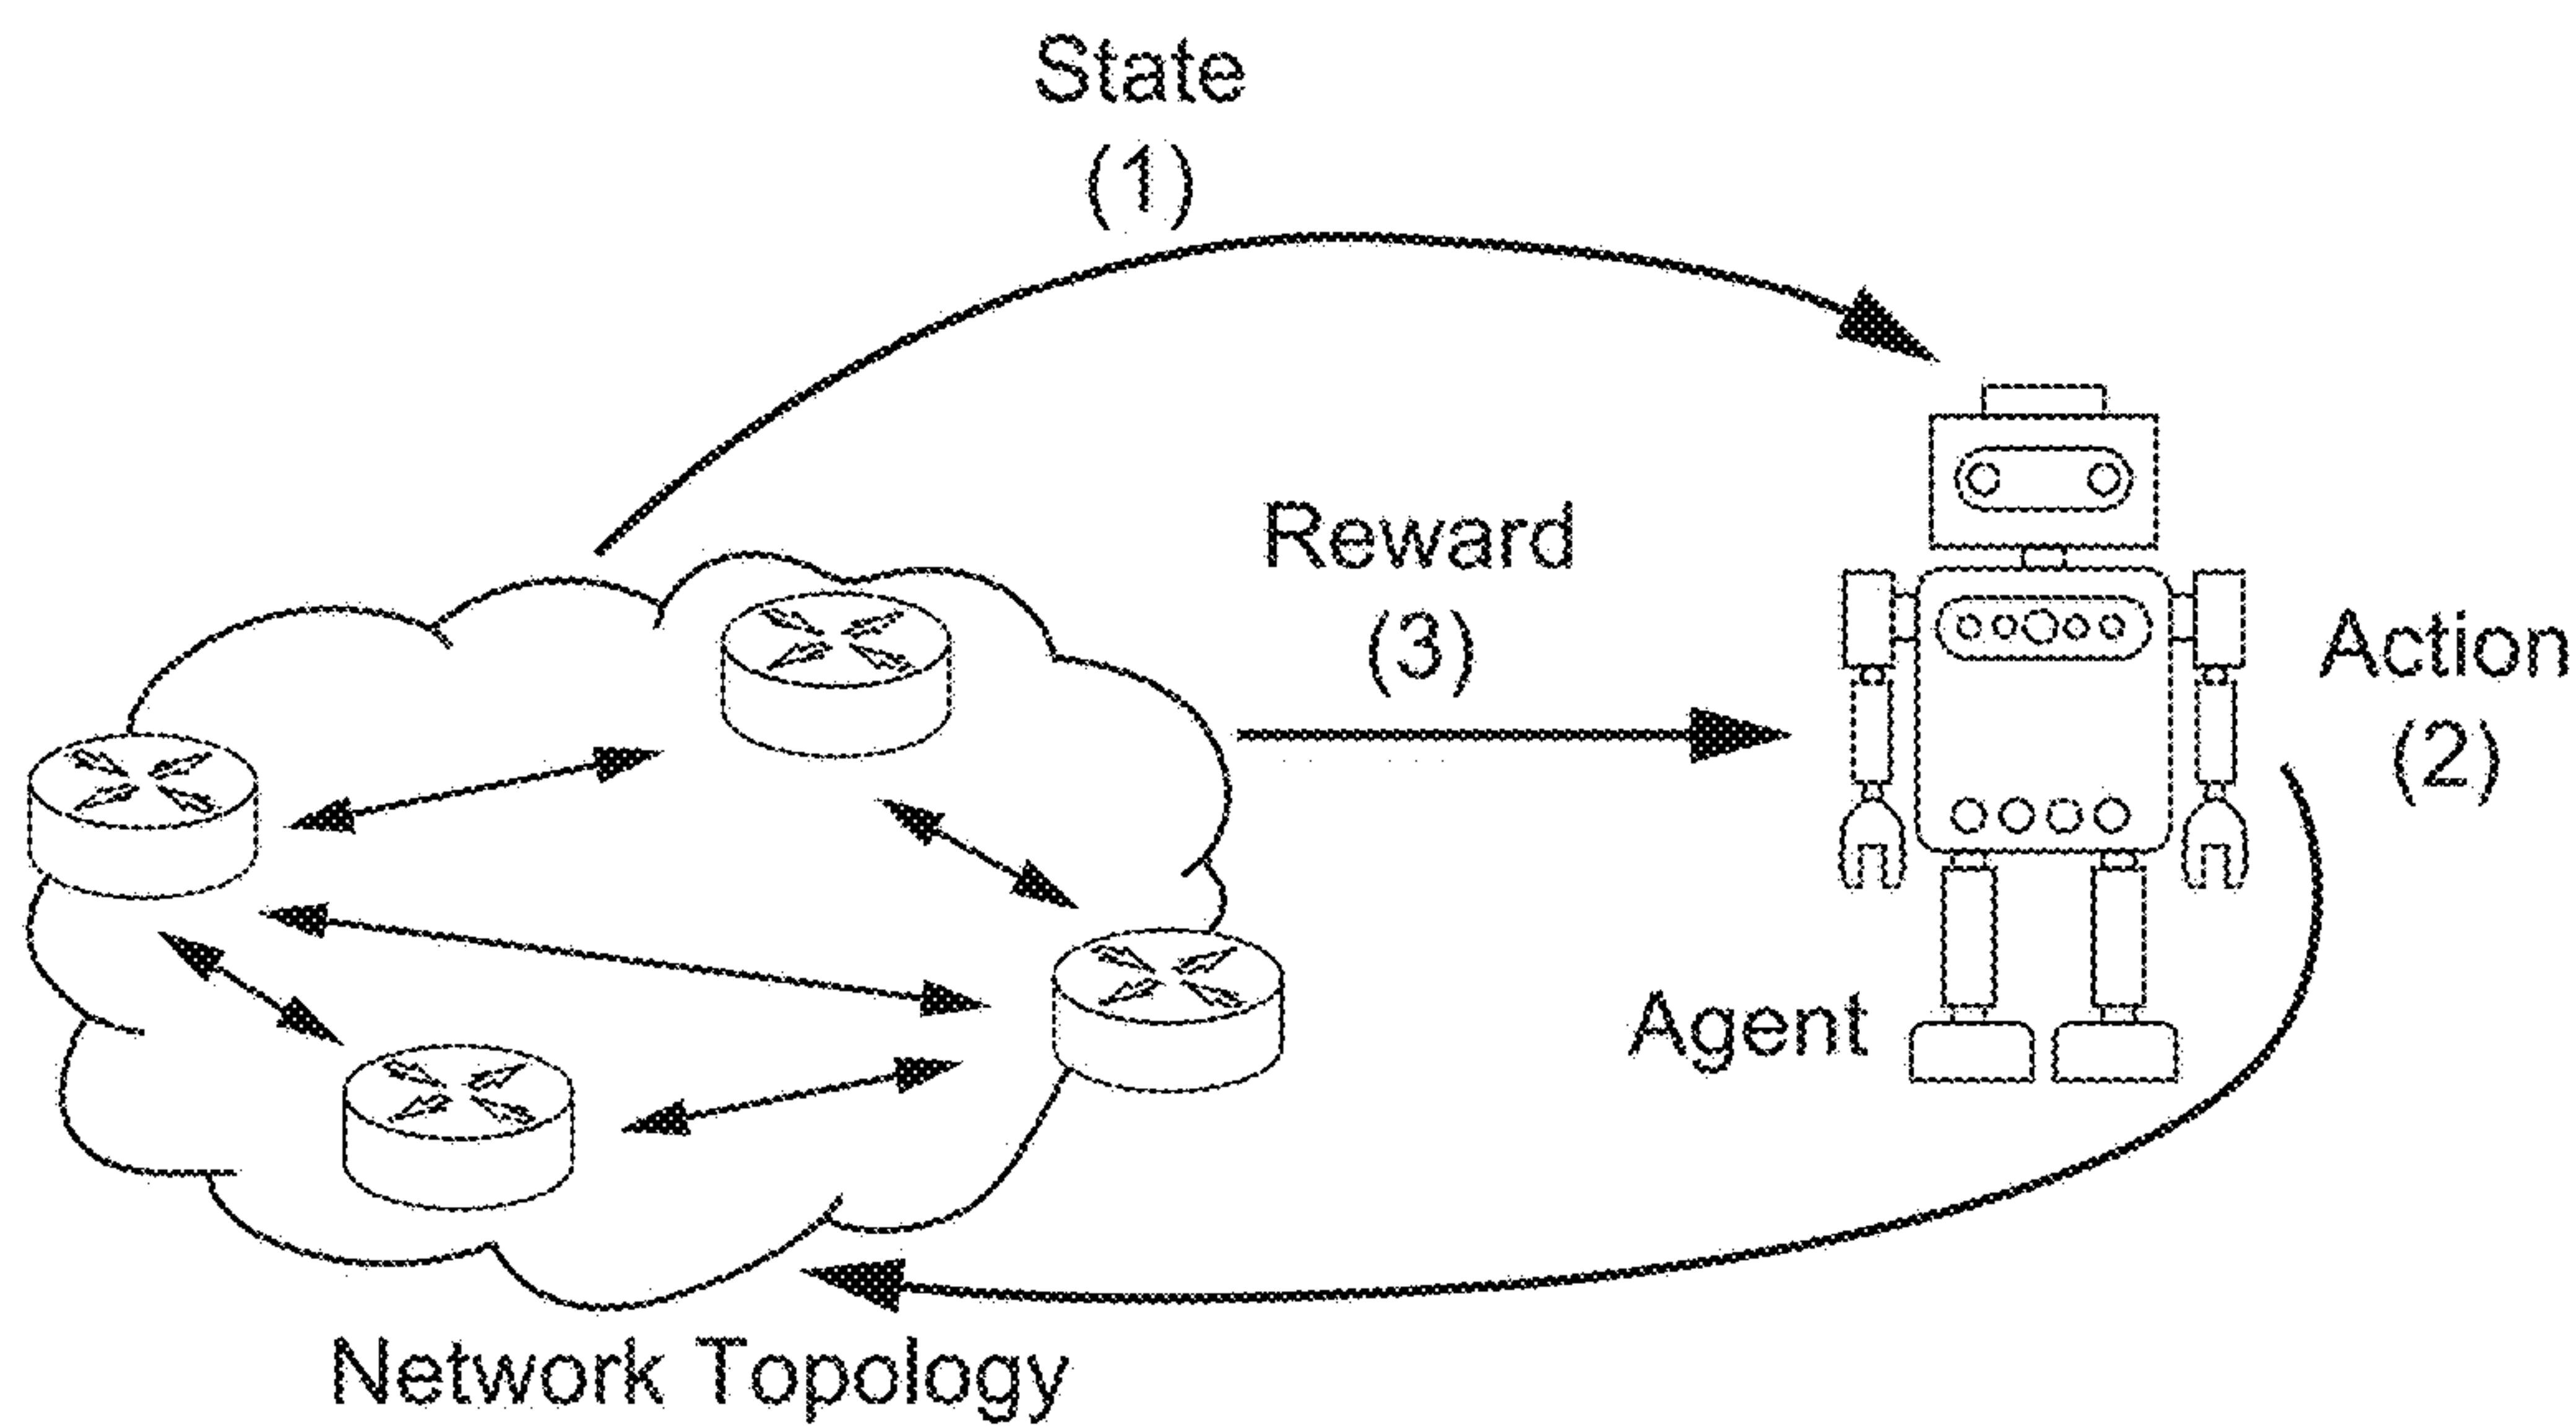 State
(1)
Reward
(3)
Action
(2)
Agent
Network Topology